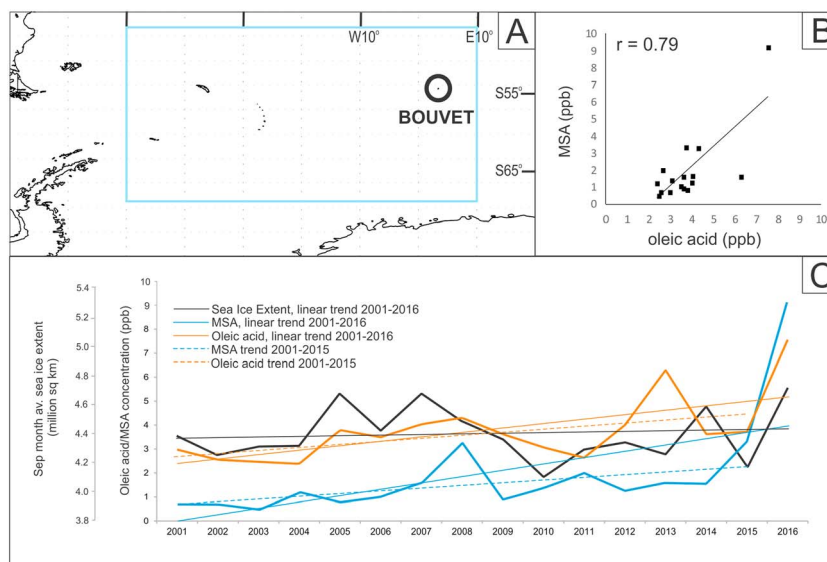 A
W10°
E10°
S55°
BOUVET
S65°
B
r = 0.79
MSA (ppb)
10
9
8
7
6
5
4
3
2
1
0
0 1 2 3 4 5 6 7 8 9 10
oleic acid (ppb)
C
Sep month av. sea ice extent
(million sq km)
5.4
5.2
5.0
4.8
4.6
4.4
4.2
4.0
3.8
Oleic acid/MSA concentration (ppb)
10
9
8
7
6
5
4
3
2
1
0
Sea Ice Extent, linear trend 2001-2016
MSA, linear trend 2001-2016
Oleic acid, linear trend 2001-2016
MSA trend 2001-2015
Oleic acid trend 2001-2015
2001 2002 2003 2004 2005 2006 2007 2008 2009 2010 2011 2012 2013 2014 2015 2016